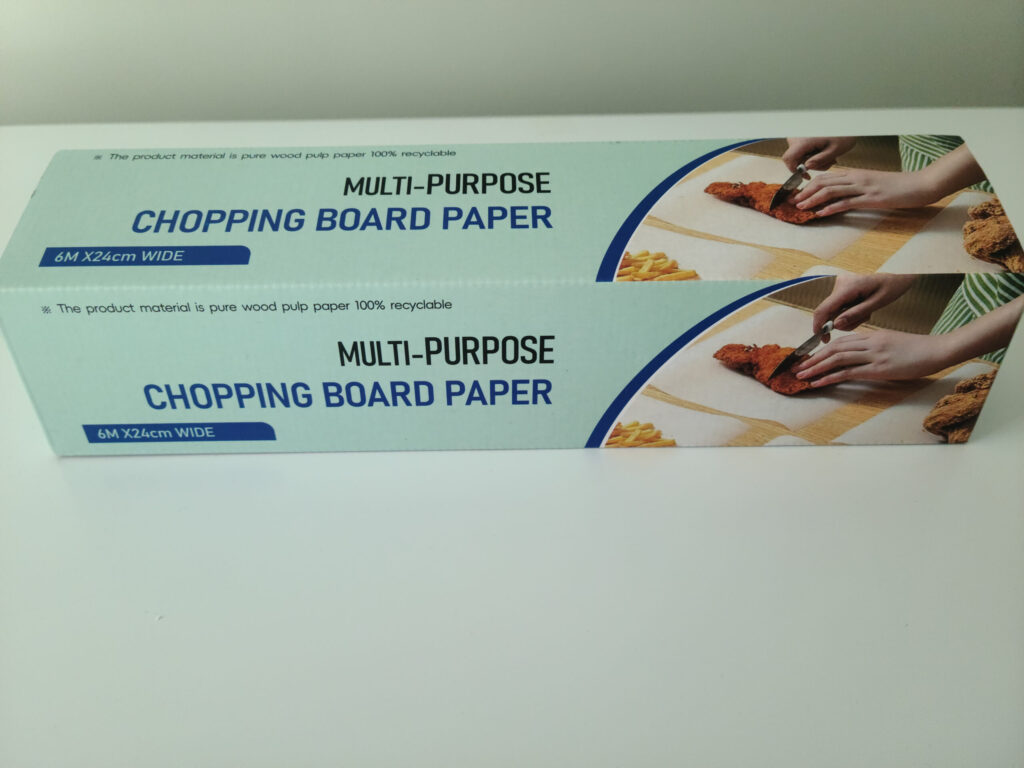 ※ The product material is pure wood pulp paper 100% recyclable
MULTI-PURPOSE
CHOPPING BOARD PAPER
6M X24cm WIDE
※ The product material is pure wood pulp paper 100% recyclable
MULTI-PURPOSE
CHOPPING BOARD PAPER
6M X24cm WIDE